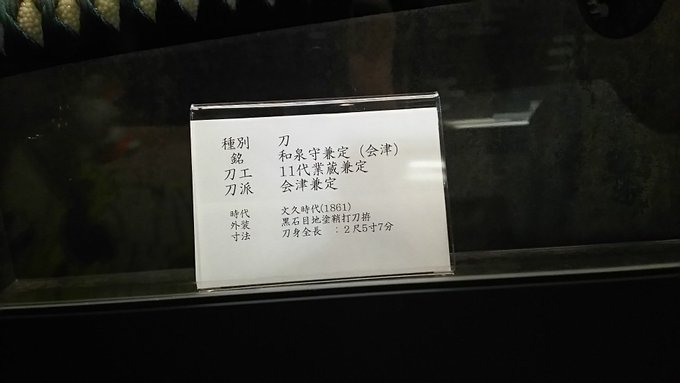 種別 刀
銘 和泉守兼定 (会津)
刀工 11代業蔵兼定
刀派 会津兼定
時代 文久時代(1861)
外装 黒石目地塗鞘打刀拵
寸法 刀身全長 :2尺5寸7分